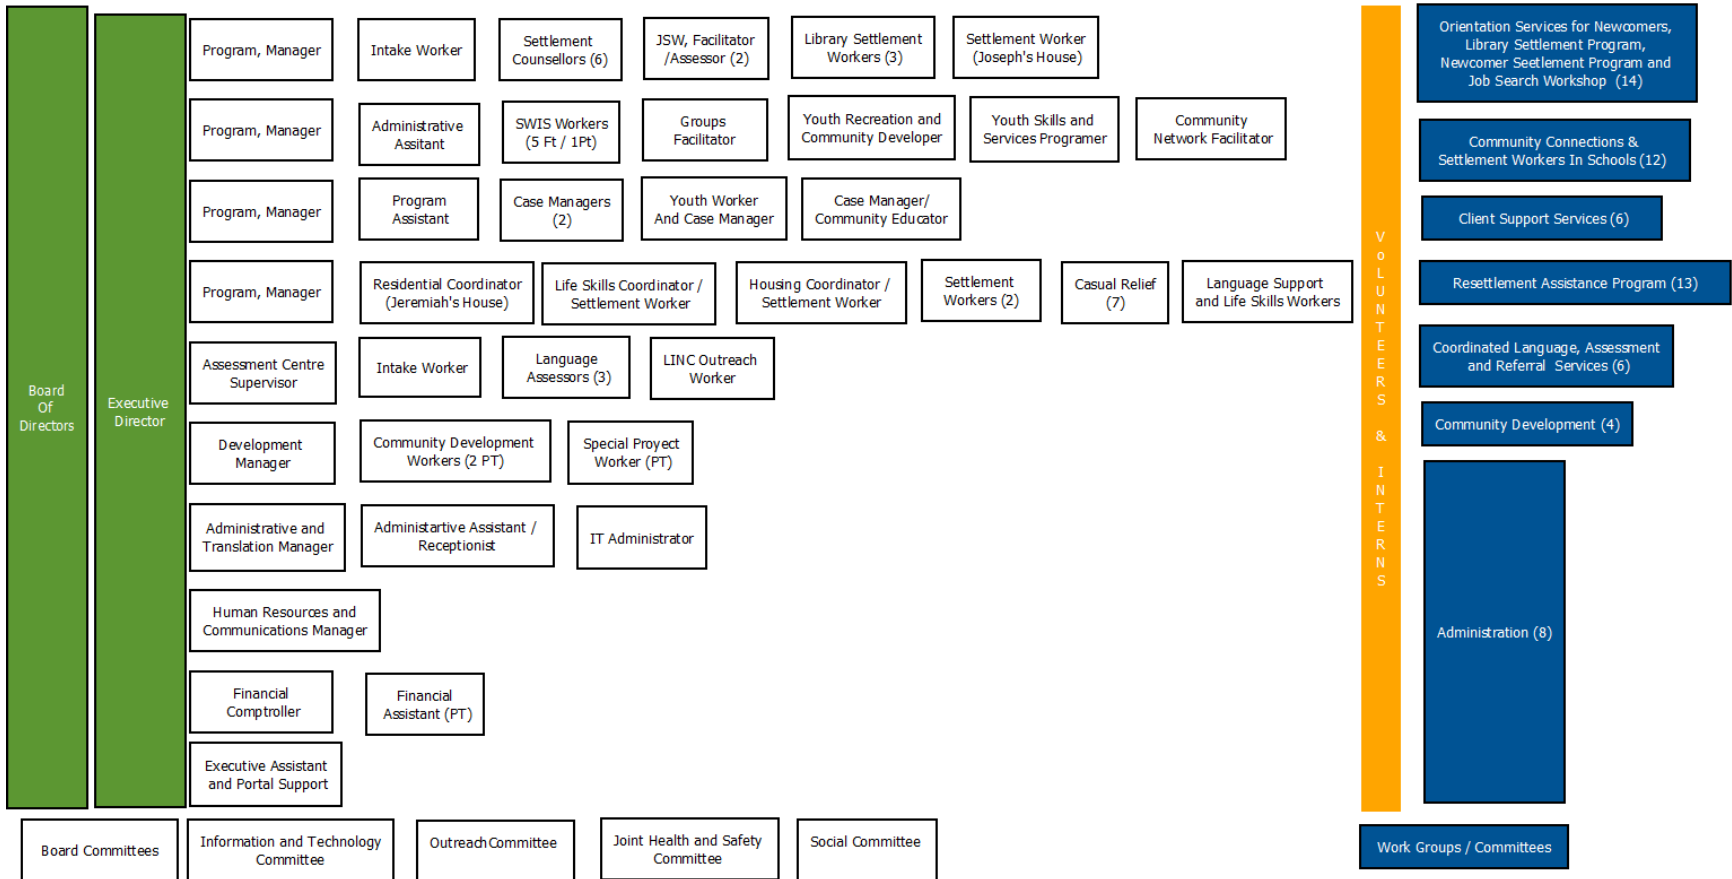 Board
Of
Directors
Executive
Director
Program, Manager
Intake Worker
Settlement
Counsellors (6)
JSW, Facilitator
/Assessor (2)
Library Settlement
Workers (3)
Settlement Worker
(Joseph's House)
Orientation Services for Newcomers,
Library Settlement Program,
Newcomer Seetlement Program and
Job Search Workshop (14)
Program, Manager
Administrative
Assitant
SWIS Workers
(5 Ft / 1Pt)
Groups
Facilitator
Youth Recreation and
Community Developer
Youth Skills and
Services Programer
Community
Network Facilitator
Community Connections &
Settlement Workers In Schools (12)
Program, Manager
Program
Assistant
Case Managers
(2)
Youth Worker
And Case Manager
Case Manager/
Community Educator
Client Support Services (6)
Program, Manager
Residential Coordinator
(Jeremiah's House)
Life Skills Coordinator /
Settlement Worker
Housing Coordinator /
Settlement Worker
Settlement
Workers (2)
Casual Relief
(7)
Language Support
and Life Skills Workers
Resettlement Assistance Program (13)
Assessment Centre
Supervisor
Intake Worker
Language
Assessors (3)
LINC Outreach
Worker
Coordinated Language, Assessment
and Referral Services (6)
Development
Manager
Community Development
Workers (2 PT)
Special Proyect
Worker (PT)
Community Development (4)
Administrative and
Translation Manager
Administartive Assistant /
Receptionist
IT Administrator
Human Resources and
Communications Manager
Financial
Comptroller
Financial
Assistant (PT)
Executive Assistant
and Portal Support
Administration (8)
VoLUNTEERS & INTERNS
Board Committees
Information and Technology
Committee
Outreach Committee
Joint Health and Safety
Committee
Social Committee
Work Groups / Committees